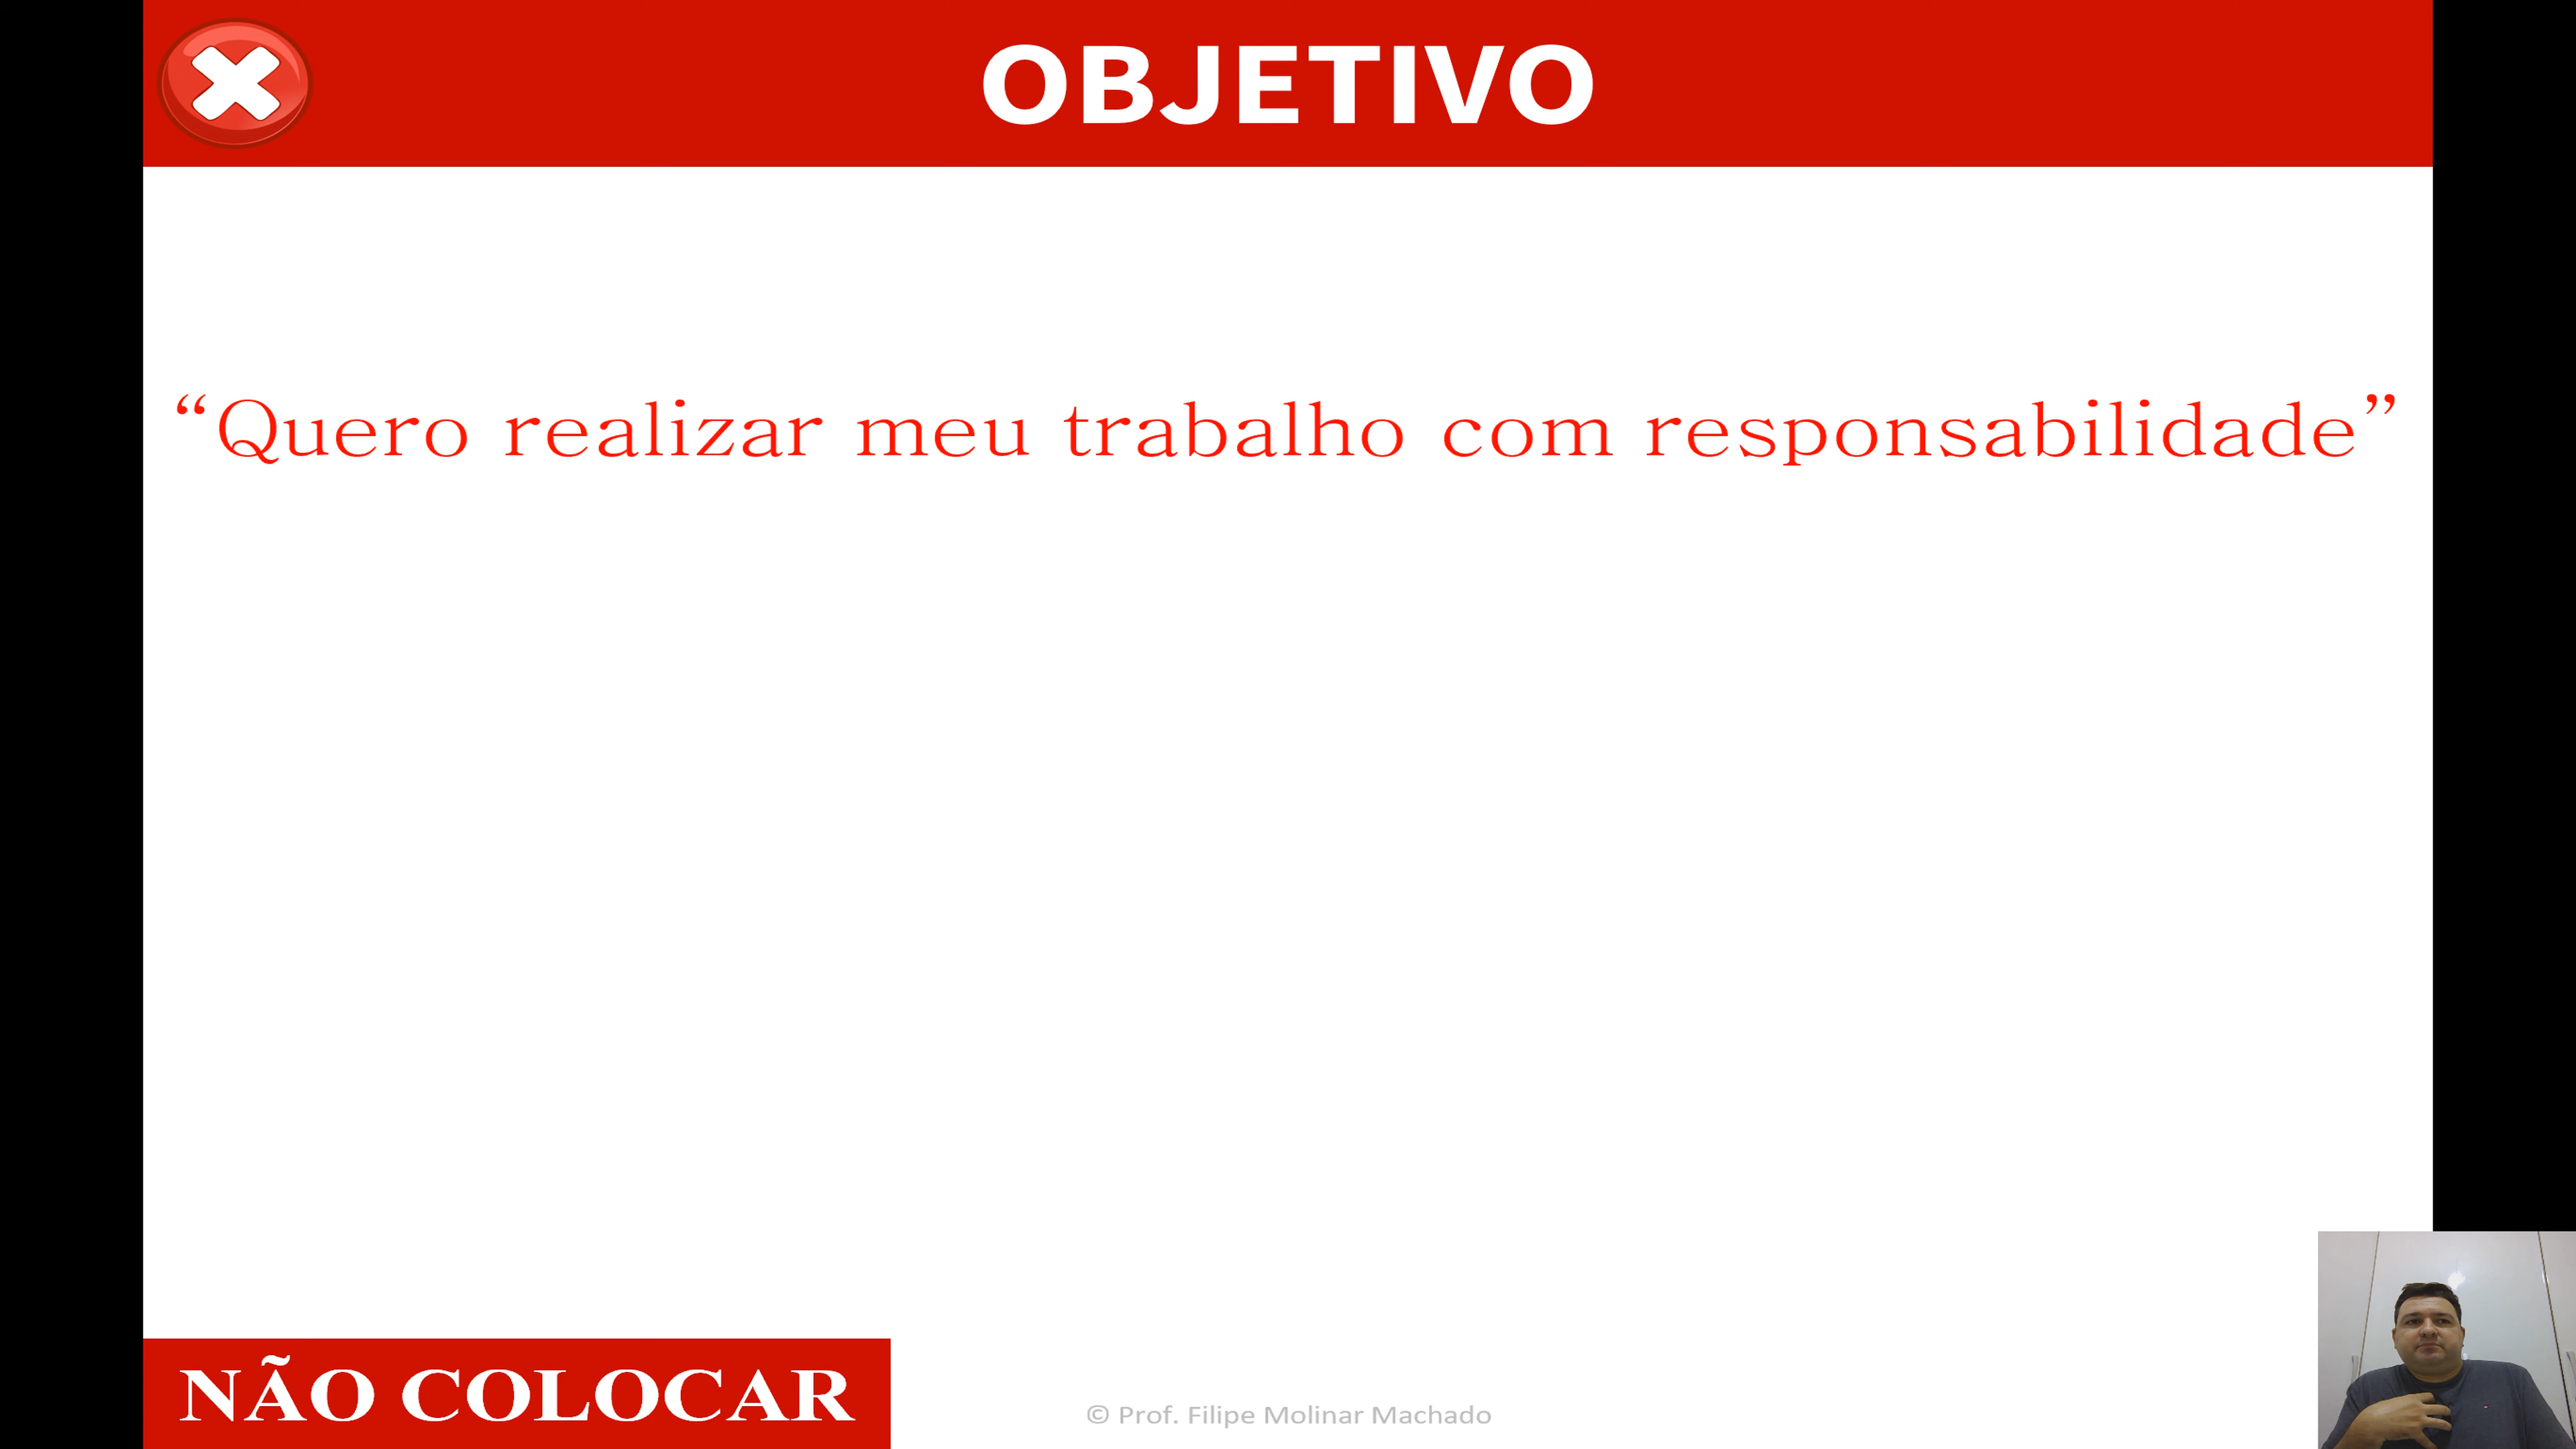 OBJETIVO
“Quero realizar meu trabalho com responsabilidade”
NÃO COLOCAR
© Prof. Filipe Molinar Machado